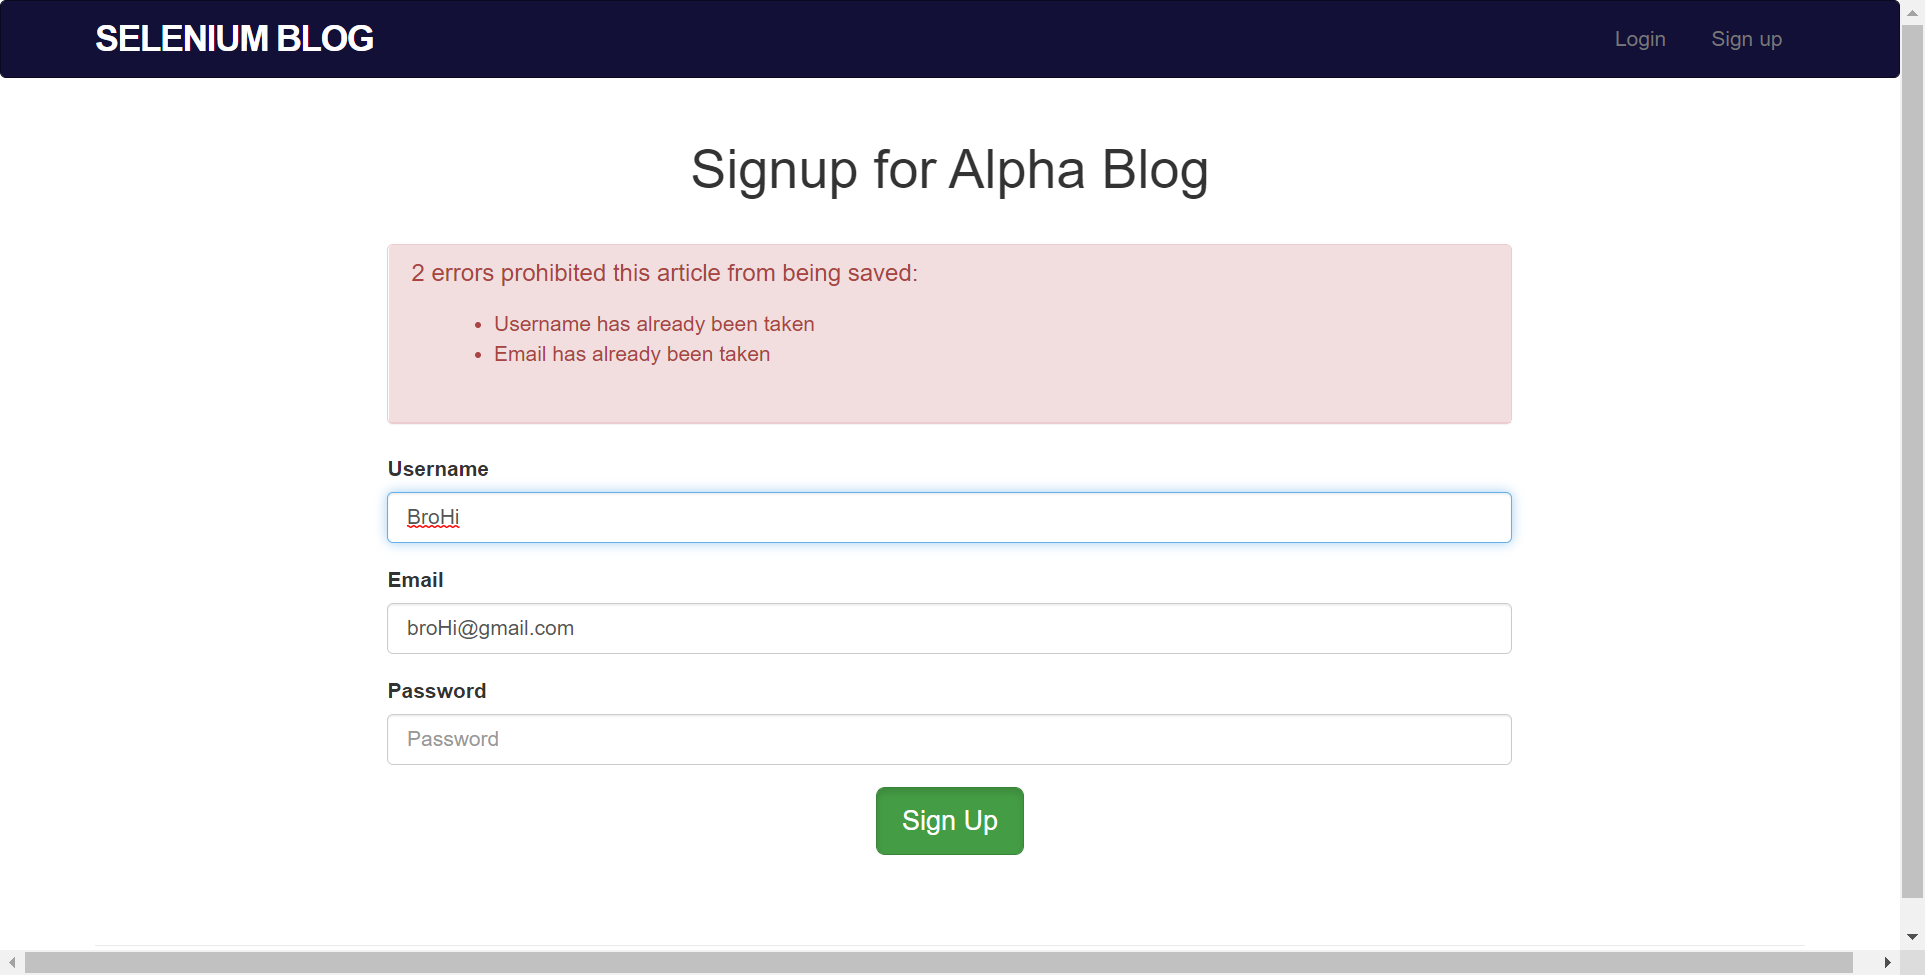 SELENIUM BLOG
Login
Sign up
Signup for Alpha Blog
2 errors prohibited this article from being saved:
Username has already been taken
Email has already been taken
Username
BroHi
Email
broHi@gmail.com
Password
Password
Sign Up